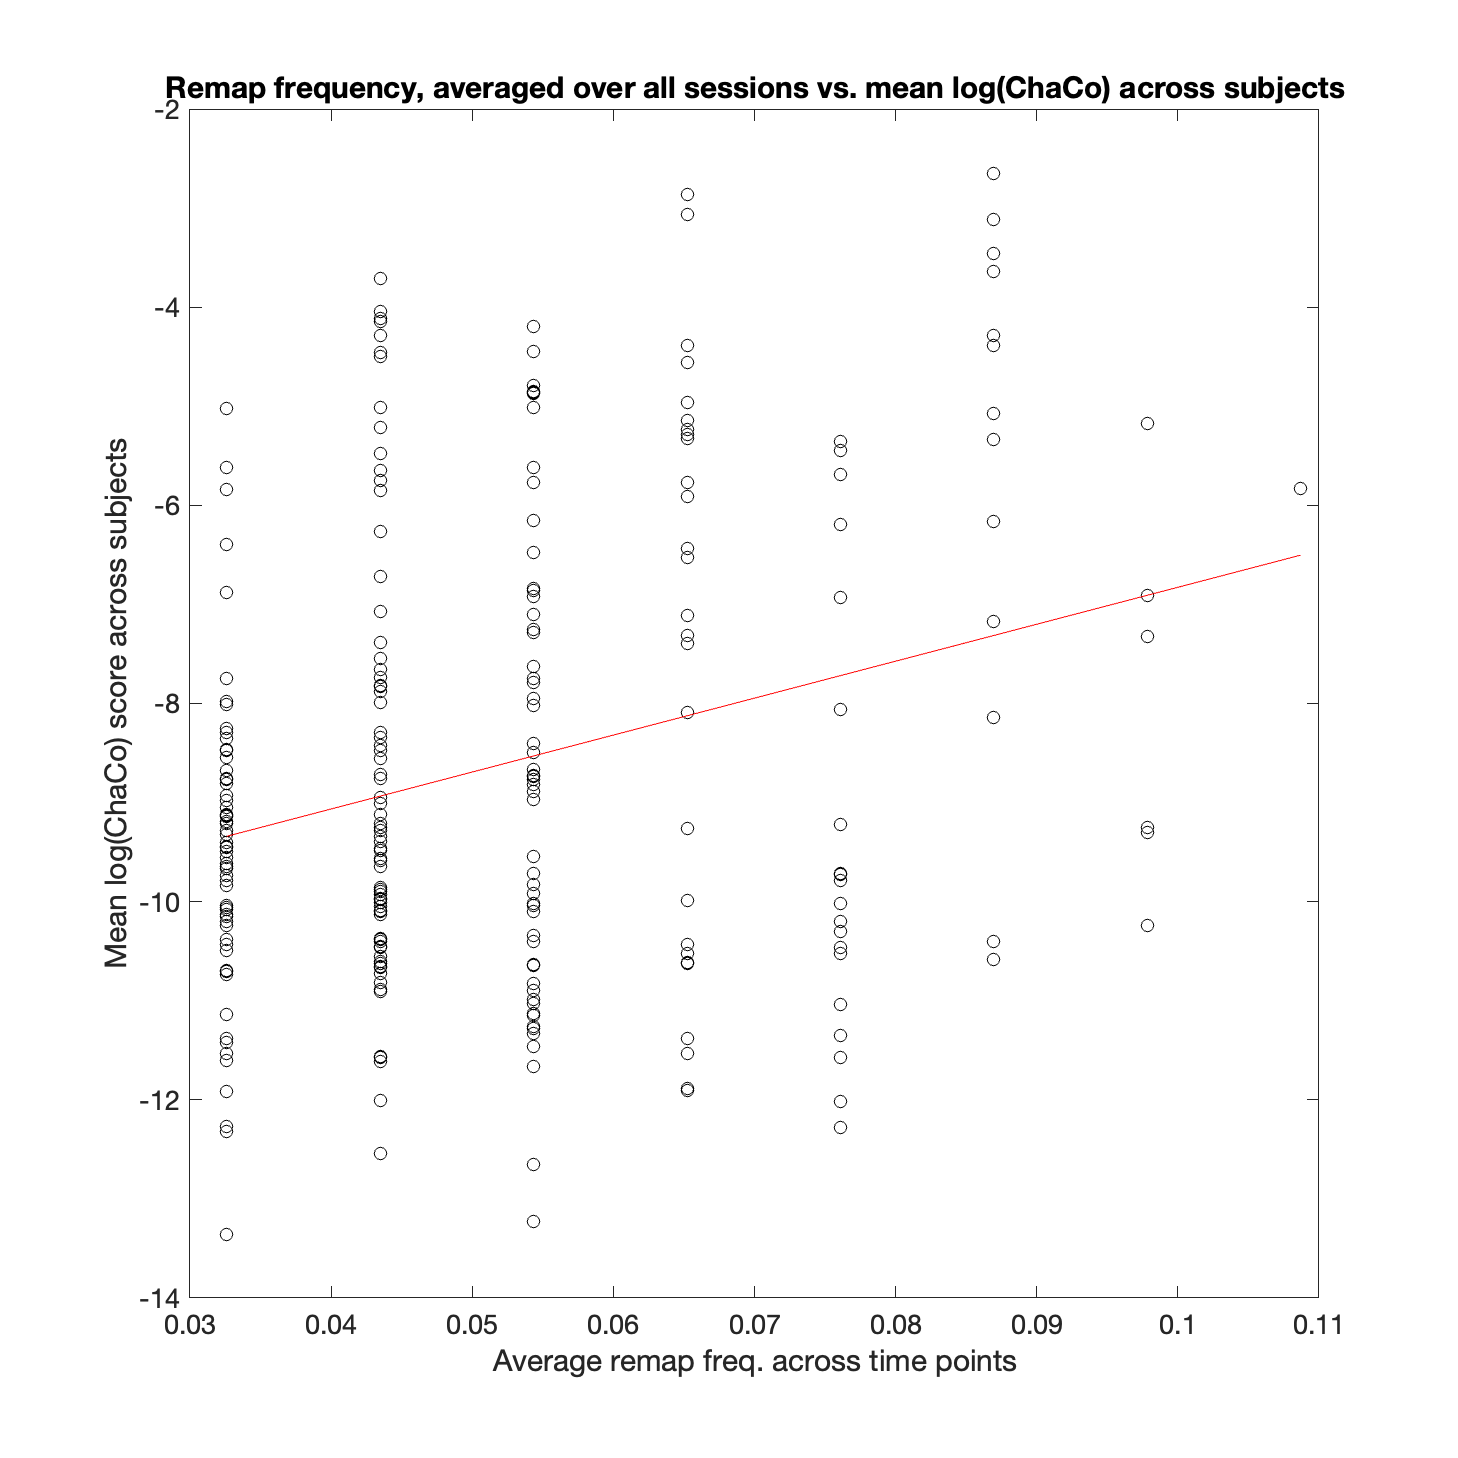 Remap frequency, averaged over all sessions vs. mean log(ChaCo) across subjects
-2
-4
-6
-8
-10
-12
-14
Mean log(ChaCo) score across subjects
0.03 0.04 0.05 0.06 0.07 0.08 0.09 0.1 0.11
Average remap freq. across time points